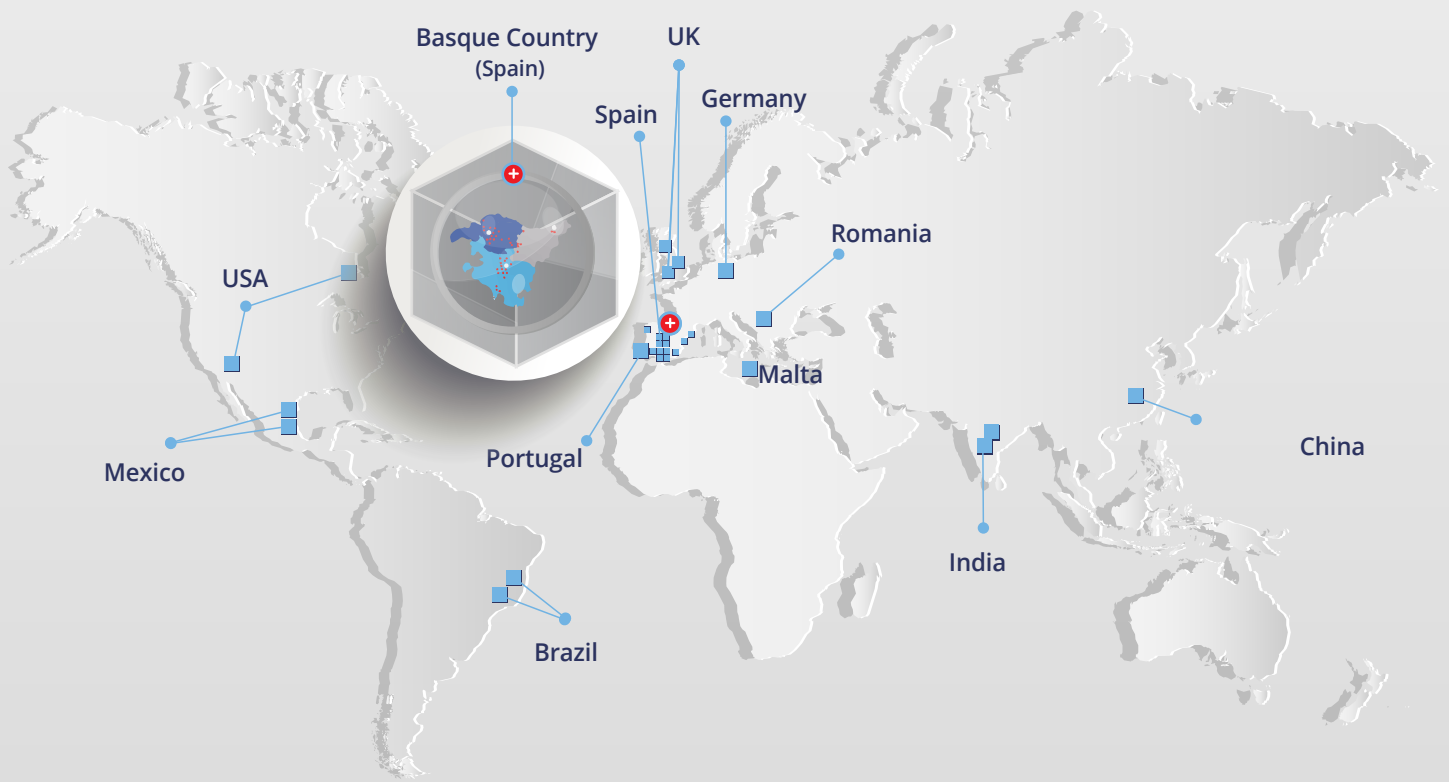 Basque Country
(Spain)
UK
Spain
Germany
Romania
USA
Malta
Mexico
Portugal
China
India
Brazil